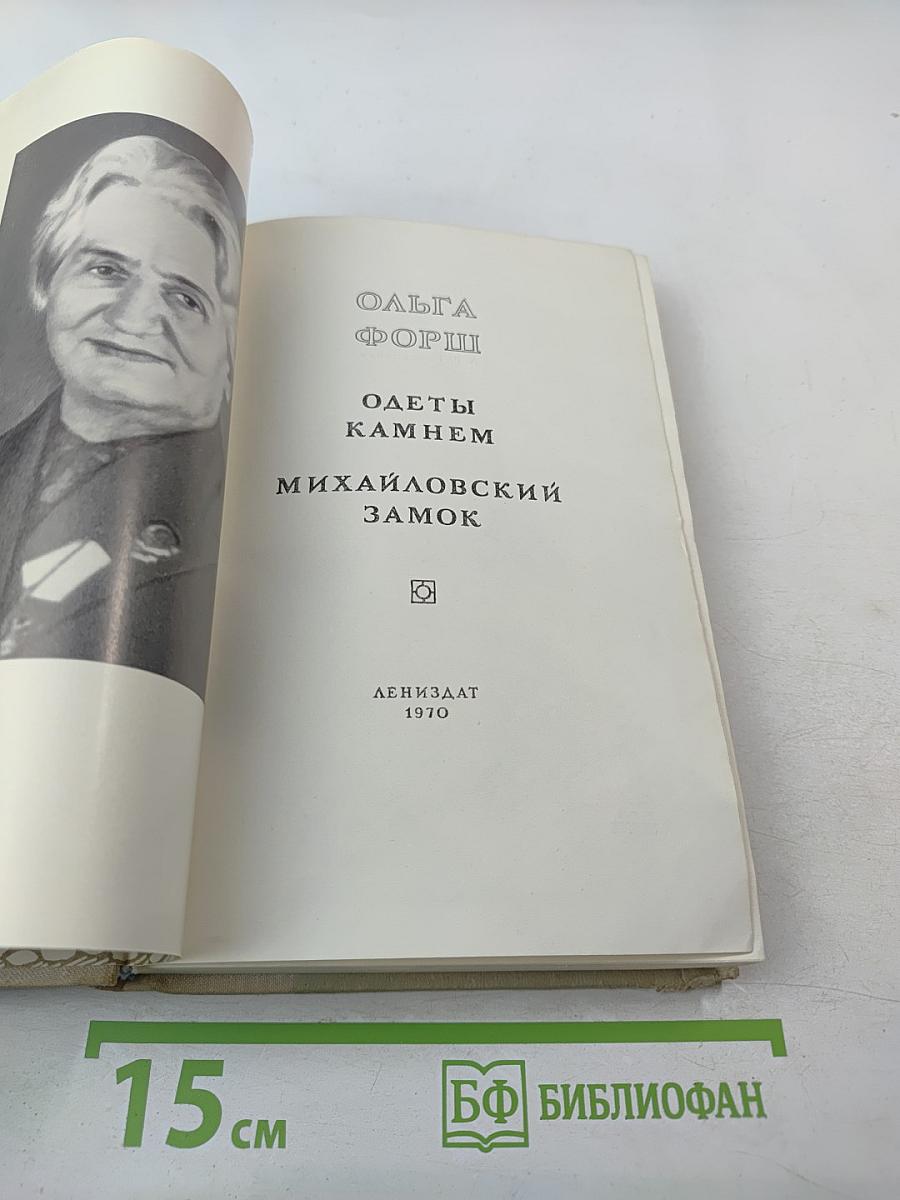 ОЛЬГА
ФОРШ
ОДЕТЫ
КАМНЕМ
МИХАЙЛОВСКИЙ
ЗАМОК
ЛЕНИЗДАТ
1970
15 см
БФ БИБЛИОФАН